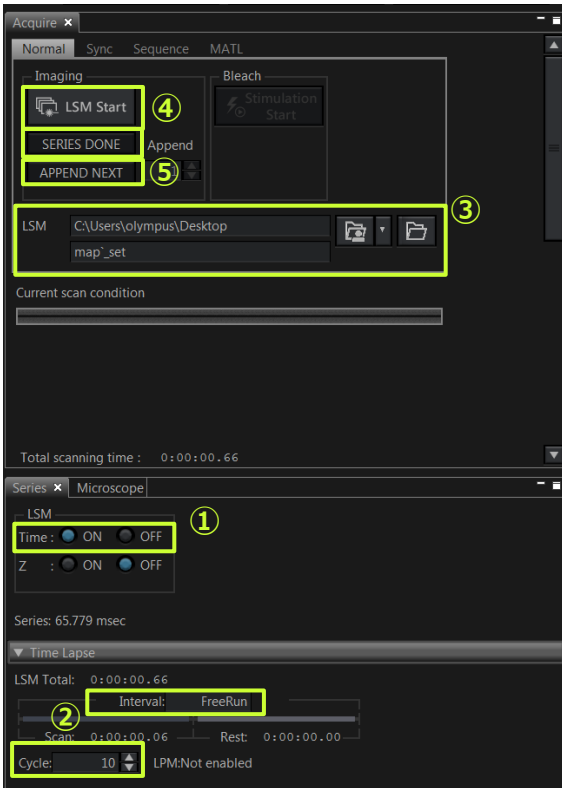 Acquire ×
Normal Sync Sequence MATL
Imaging Bleach
LSM Start ④ Stimulation Start
SERIES DONE Append
APPEND NEXT ⑤ 1
③
LSM C:\Users\olympus\Desktop
map`_set
Current scan condition
Total scanning time : 0:00:00.66
Series × Microscope
LSM
①
Time : ON OFF
Z : ON OFF
Series: 65.779 msec
▼ Time Lapse
LSM Total: 0:00:00.66
Interval: FreeRun
②
Scan: 0:00:00.06 Rest: 0:00:00.00
Cycle: 10 LPM:Not enabled